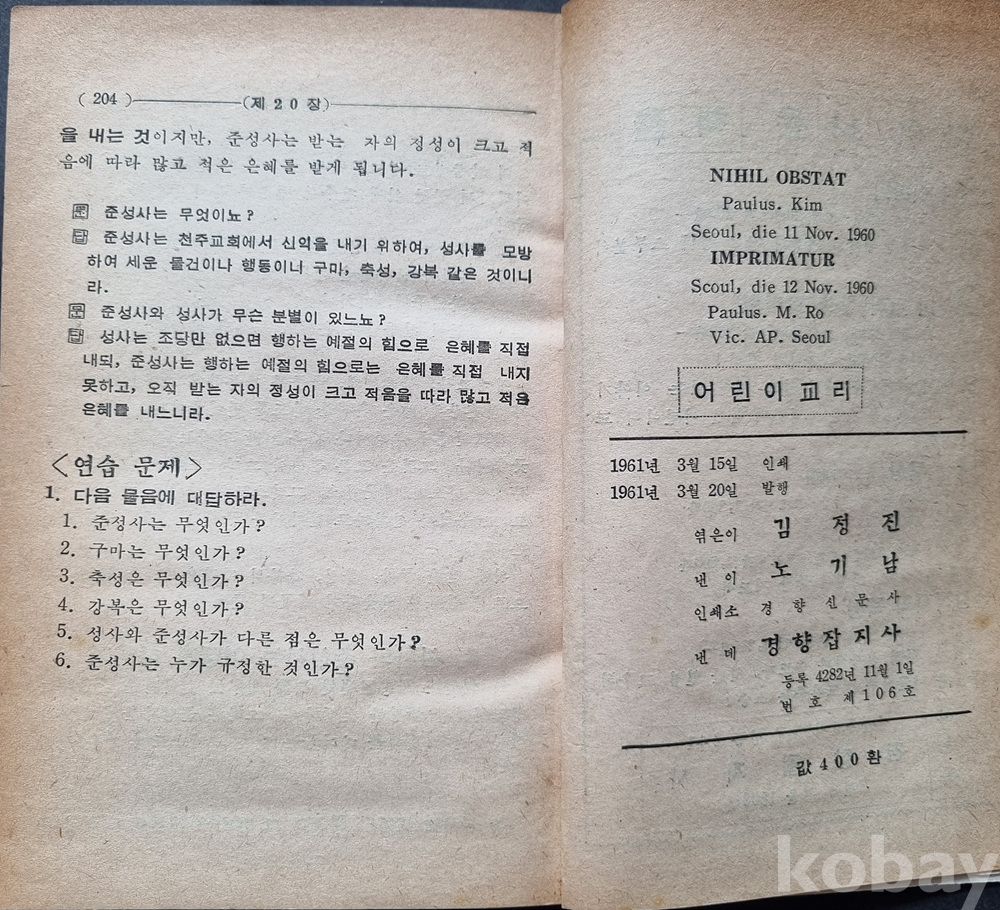 ( 204 ) (제 2 0 장)
을 내는 것이지만, 준성사는 받는 자의 정성이 크고 적
음에 따라 많고 적은 은혜를 받게 됩니다.
문 준성사는 무엇이뇨?
답 준성사는 천주교회에서 신익을 내기 위하여, 성사를 모방
하여 세운 물건이나 행동이니 구마, 축성, 강복 같은 것이니
라.
문 준성사와 성사가 무슨 분별이 있느뇨?
답 성사는 조당만 없으면 행하는 예절의 힘으로 은혜를 직접
내되, 준성사는 행하는 예절의 힘으로는 은혜를 직접 내지
못하고, 오직 받는 자의 정성이 크고 적음을 따라 많고 적은
은혜를 내느니라.
<연습 문제>
1. 다음 물음에 대답하라.
1. 준정사는 무엇인가?
2. 구마는 무엇인가?
3. 축성은 무엇인가?
4. 강복은 무엇인가?
5. 성사와 준성사가 다른 점은 무엇인가?
6. 준성사는 누가 규정한 것인가?
NIHIL OBSTAT
Paulus. Kim
Seoul, die 11 Nov. 1960
IMPRIMATUR
Scoul, die 12 Nov. 1960
Paulus. M. Ro
Vic. AP. Seoul
어린이교리
1961년 3월 15일 인쇄
1961년 3월 20일 발행
엮은이 김 정 진
낸 이 노 기 남
인쇄소 경 향 신 문 사
낸 데 경향잡지사
등록 4282년 11월 1일
번 호 제 1 0 6 호
값 4 0 0 환
kobay